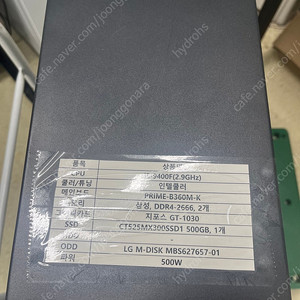 품목 상품
CPU 9400F(2.9GHz)
쿨러/튜닝 인텔쿨러
메인보드 PRIME-B360M-K
메모리 삼성, DDR4-2666, 2개
그래픽카드 지포스 GT-1030
SSD CT525MX300SSD1 500GB, 1개
ODD LG M-DISK MBS627657-01
파워 500W
cafe.naver.com/joonggonara
hydrohs